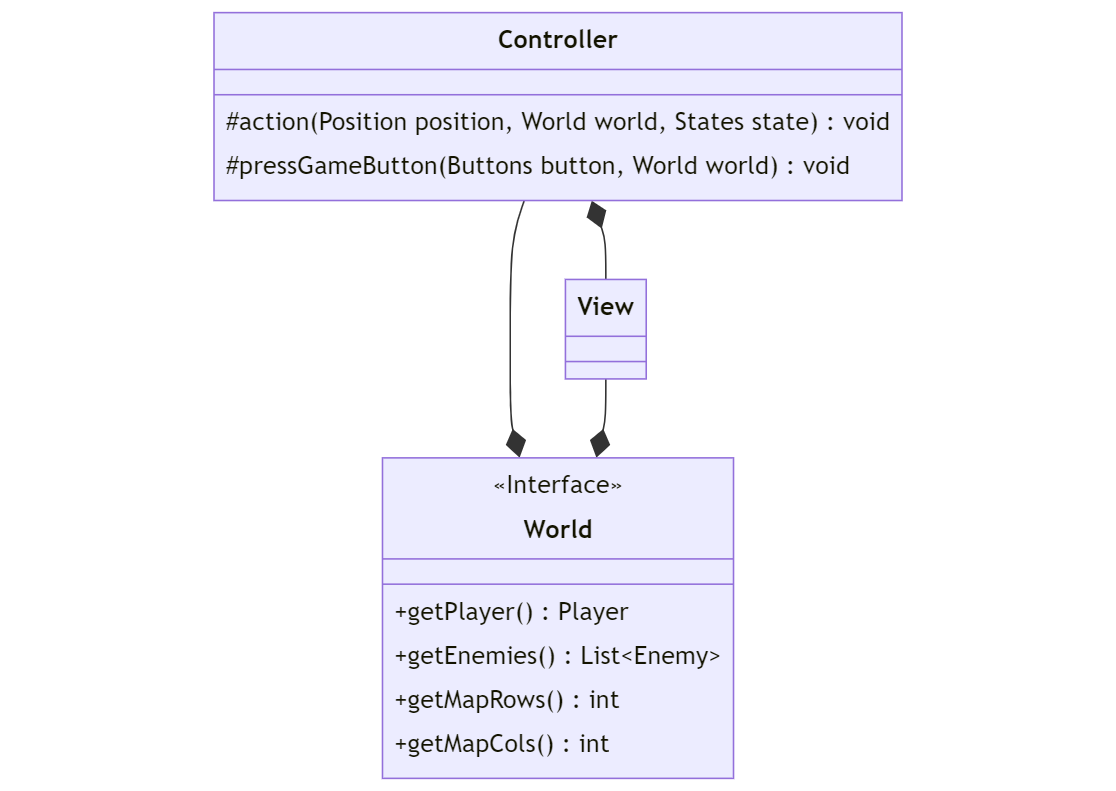 Controller
#action(Position position, World world, States state) : void
#pressGameButton(Buttons button, World world) : void
View
«Interface»
World
+getPlayer() : Player
+getEnemies() : List<Enemy>
+getMapRows() : int
+getMapCols() : int